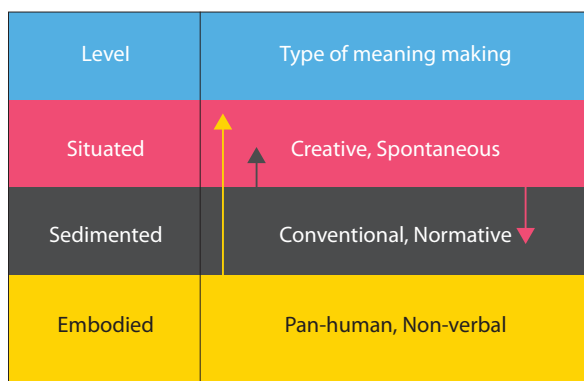 Level Type of meaning making
Situated Creative, Spontaneous
Sedimented Conventional, Normative
Embodied Pan-human, Non-verbal